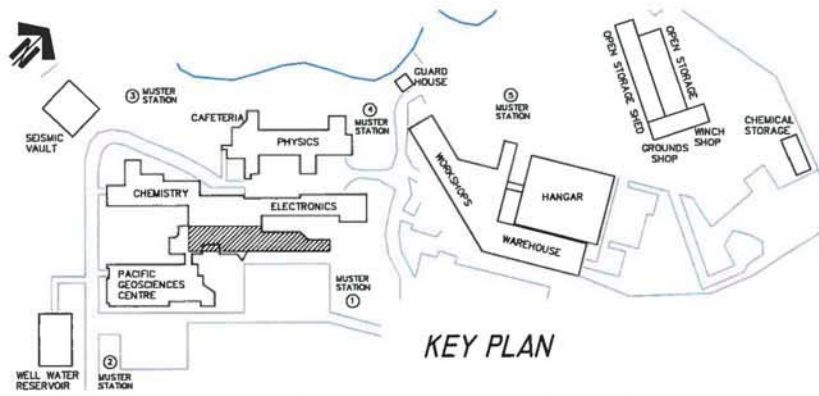 N
SEISMIC
VAULT
③ MUSTER
STATION
CAFETERIA
④
MUSTER
STATION
PHYSICS
GUARD
HOUSE
⑤
MUSTER
STATION
OPEN STORAGE SHED
OPEN STORAGE
WINCH
SHOP
GROUNDS
SHOP
CHEMICAL
STORAGE
CHEMISTRY
ELECTRONICS
WORKSHOPS
HANGAR
WAREHOUSE
PACIFIC
GEOSCIENCES
CENTRE
MUSTER
STATION
①
WELL WATER
RESERVOIR
②
MUSTER
STATION
KEY PLAN